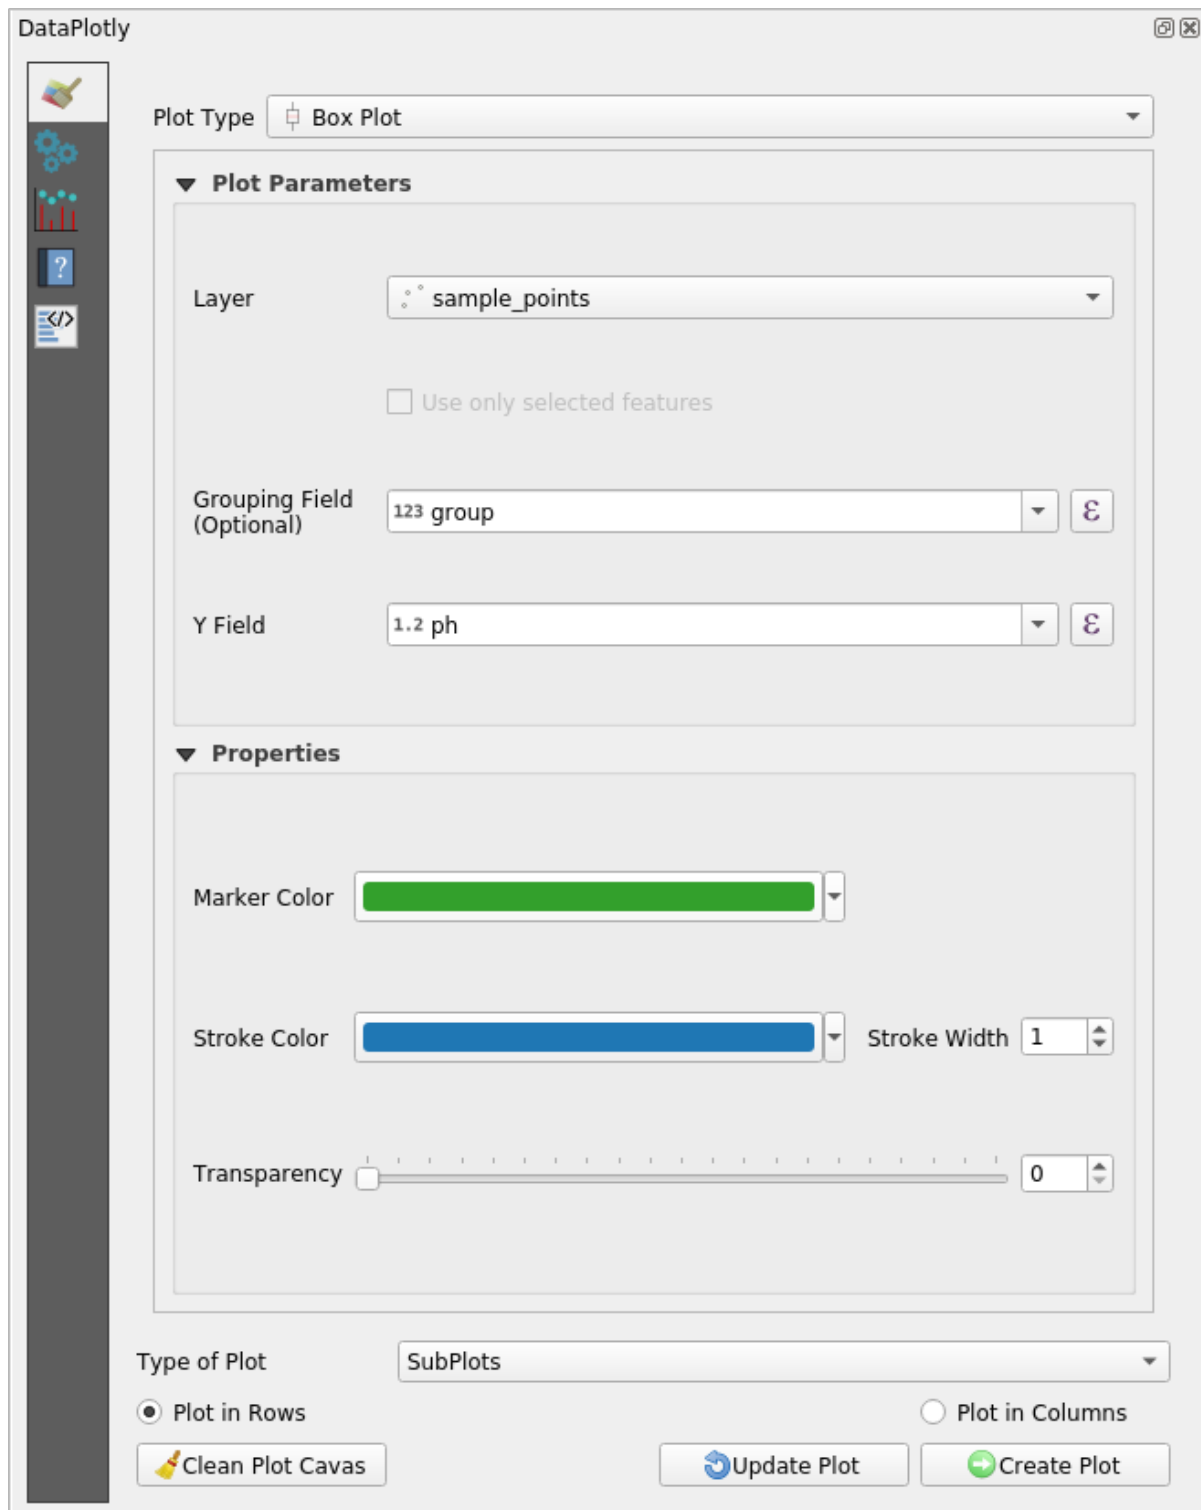 DataPlotly
Plot Type Box Plot
Plot Parameters
Layer sample_points
Use only selected features
Grouping Field
(Optional)
123 group
ε
Y Field 1.2 ph ε
Properties
Marker Color
Stroke Color Stroke Width 1
Transparency 0
Type of Plot SubPlots
Plot in Rows Plot in Columns
Clean Plot Cavas Update Plot Create Plot